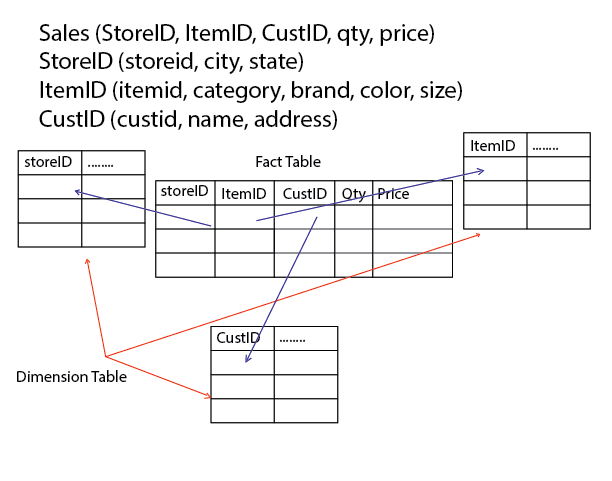 Sales (StoreID, ItemID, CustID, qty, price)
StoreID (storeid, city, state)
ItemID (itemid, category, brand, color, size)
CustID (custid, name, address)
storeID ........
Fact Table
ItemID ........
storeID ItemID CustID Qty Price
CustID ........
Dimension Table